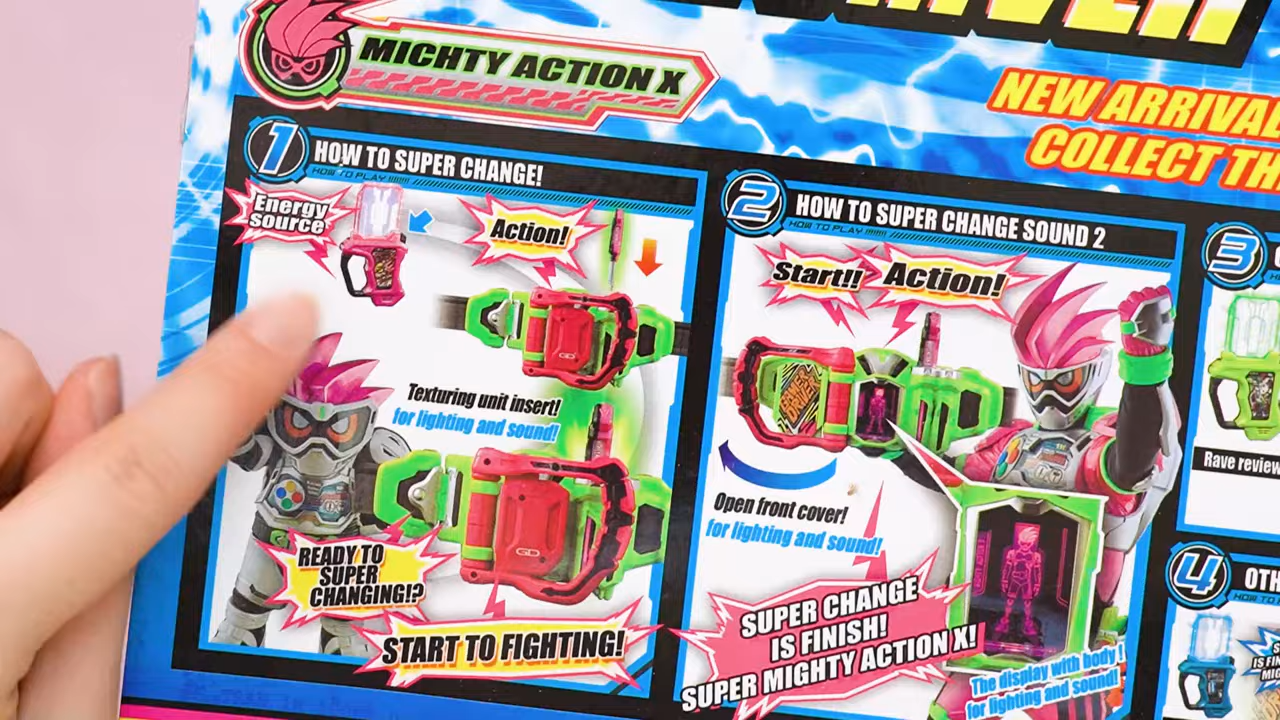 MIGHTY ACTION X
NEW ARRIVAL
COLLECT TH
1
HOW TO SUPER CHANGE!
HOW TO PLAY !!!!!!!
Energy
source
Action!
Texturing unit insert!
for lighting and sound!
READY TO
SUPER
CHANGING!?
START TO FIGHTING!
2
HOW TO SUPER CHANGE SOUND 2
HOW TO PLAY !!!!!!!
Start!!
Action!
Open front cover!
for lighting and sound!
SUPER CHANGE
IS FINISH!
SUPER MIGHTY ACTION X!
The display with body!
for lighting and sound!
3
Rave review
4
OTH
HOW TO